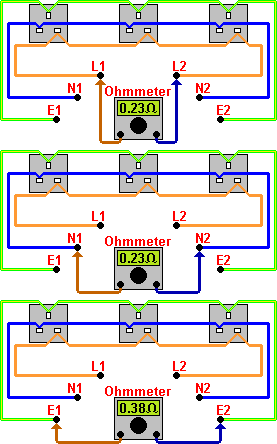 L1 L2
Ohmmeter
N1 0.23Ω N2
E1 E2
L1 L2
N1 Ohmmeter N2
E1 0.23Ω E2
L1 L2
N1 Ohmmeter N2
E1 0.38Ω E2